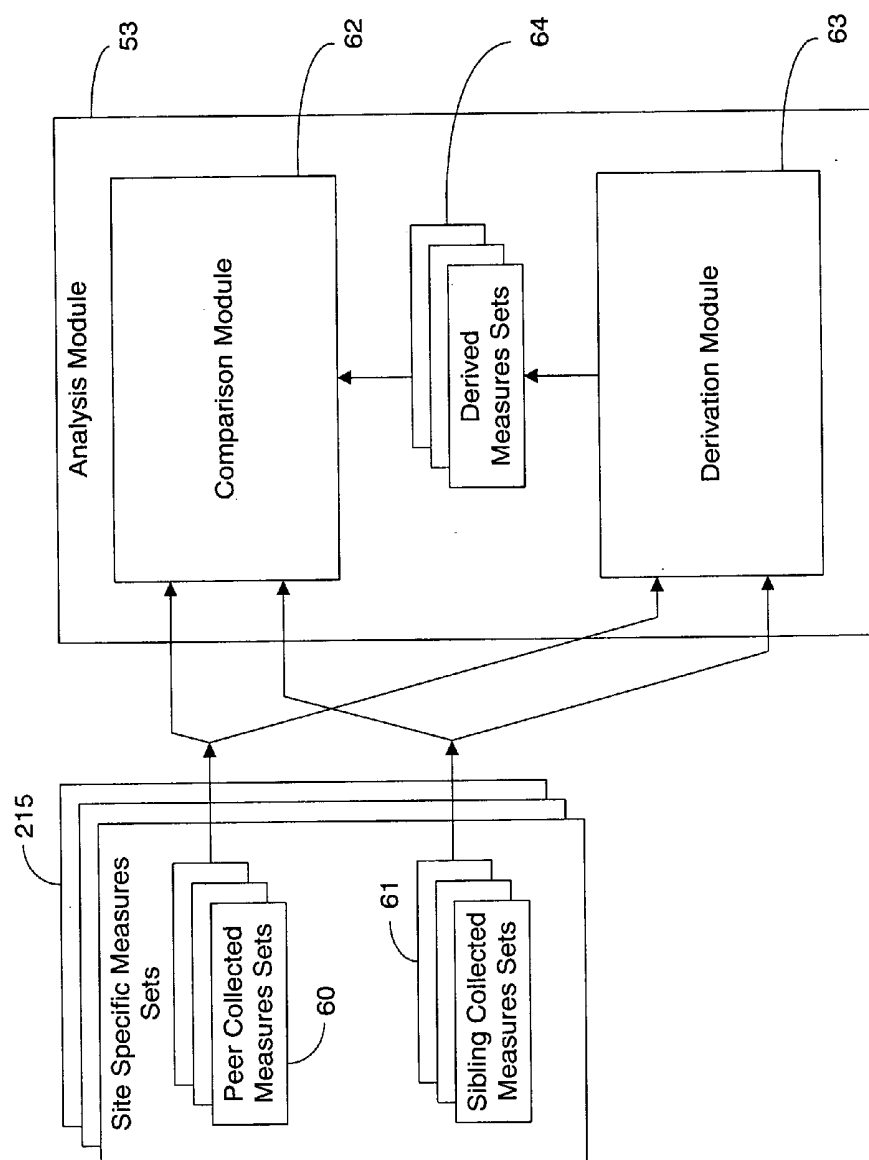 215
Site Specific Measures
Sets
Peer Collected
Measures Sets
60
61
Sibling Collected
Measures Sets
53
Analysis Module
Comparison Module
62
Derived
Measures Sets
64
Derivation Module
63